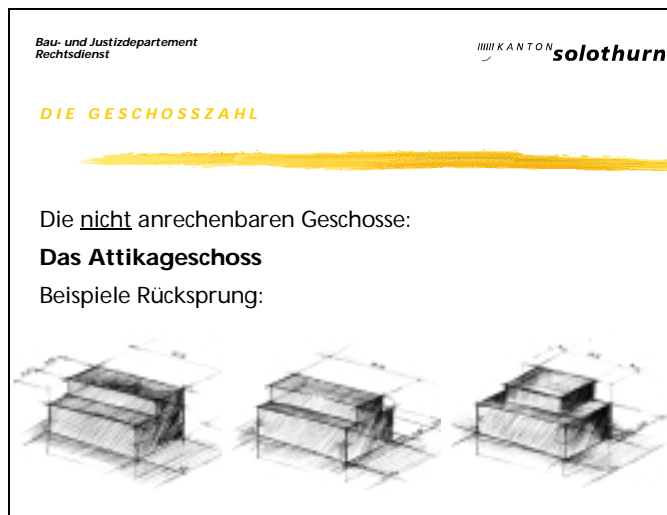 Bau- und Justizdepartement
Rechtsdienst
KANTON solothurn
DIE GESCHOSSZAHL
Die nicht anrechenbaren Geschosse:
Das Attikageschoss
Beispiele Rücksprung: